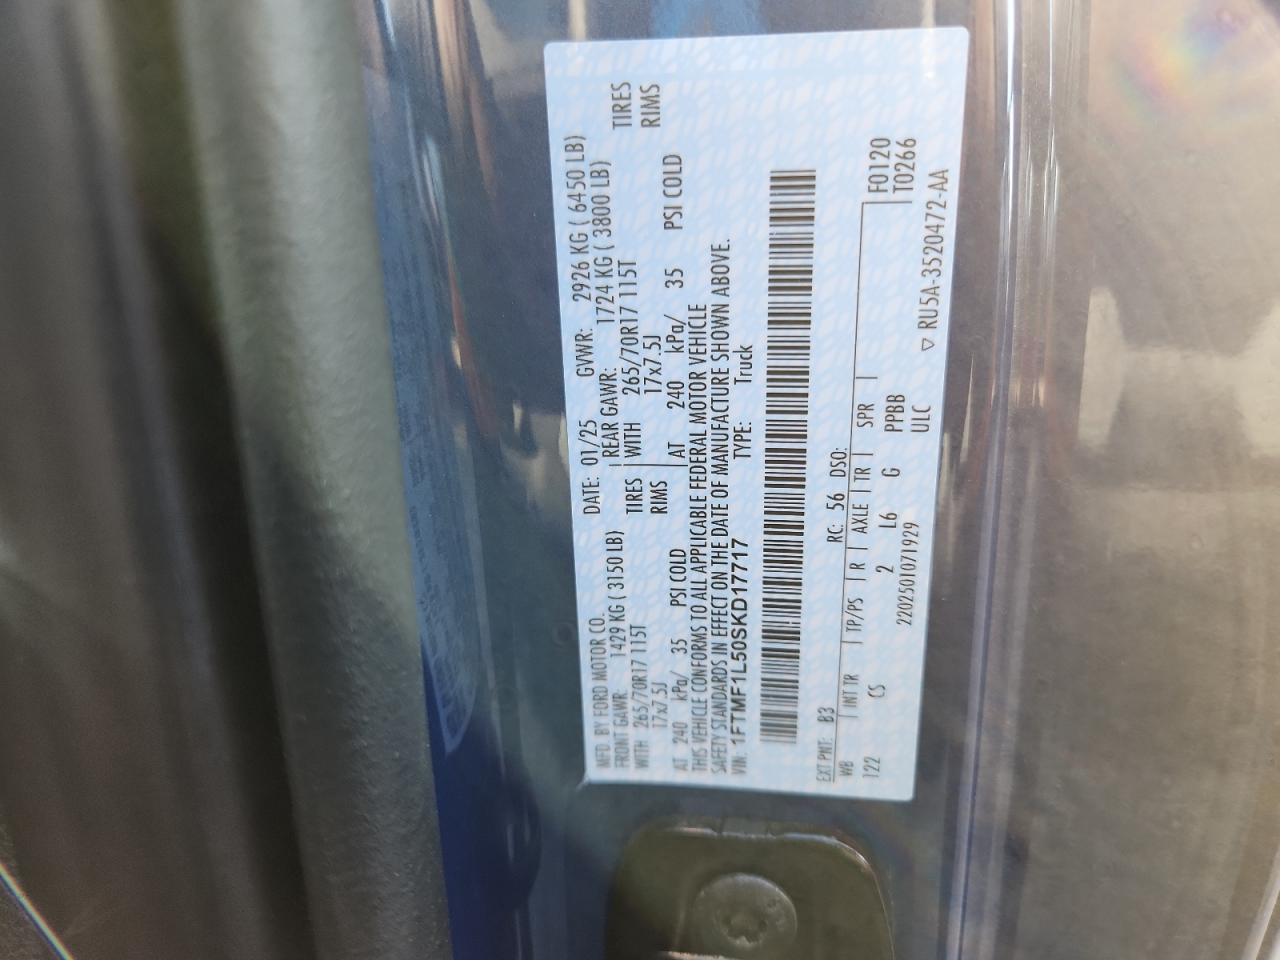 MFD. BY FORD MOTOR CO.
DATE: 01/25 GVWR: 2926 KG ( 6450 LB)
FRONT GAWR: 1429 KG ( 3150 LB) REAR GAWR: 1724 KG ( 3800 LB)
WITH 265/70R17 115T TIRES WITH 265/70R17 115T TIRES
17x7.5J RIMS 17x7.5J RIMS
AT 240 kPa/ 35 PSI COLD AT 240 kPa/ 35 PSI COLD
THIS VEHICLE CONFORMS TO ALL APPLICABLE FEDERAL MOTOR VEHICLE
SAFETY STANDARDS IN EFFECT ON THE DATE OF MANUFACTURE SHOWN ABOVE.
VIN: 1FTMF1L50SKD17717 TYPE: Truck
EXT PNT: B3 RC: 56 DSO:
WB INT TR TP/PS R AXLE TR SPR F0120
122 CS 2 L6 G PPBB T0266
2202501071929 ULC
▽ RU5A-3520472-AA